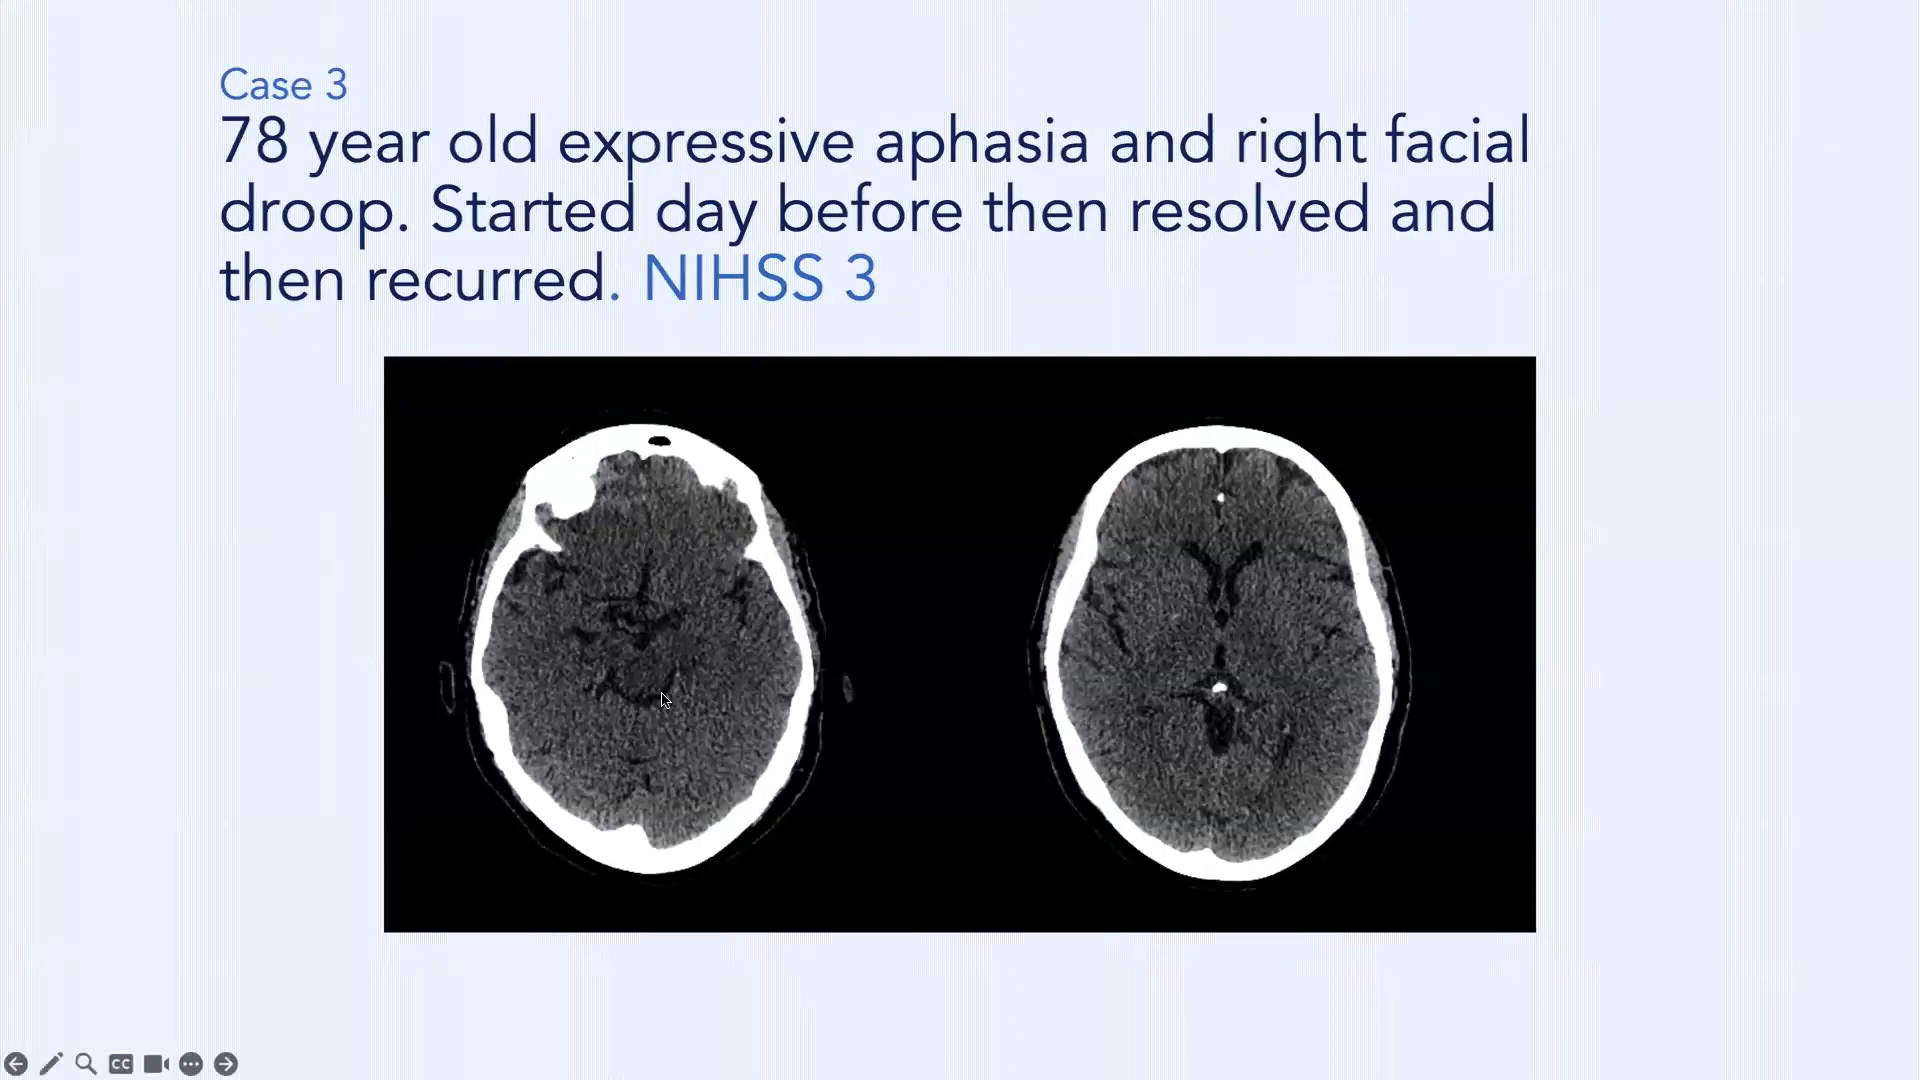 Case 3
78 year old expressive aphasia and right facial
droop. Started day before then resolved and
then recurred. NIHSS 3
CC